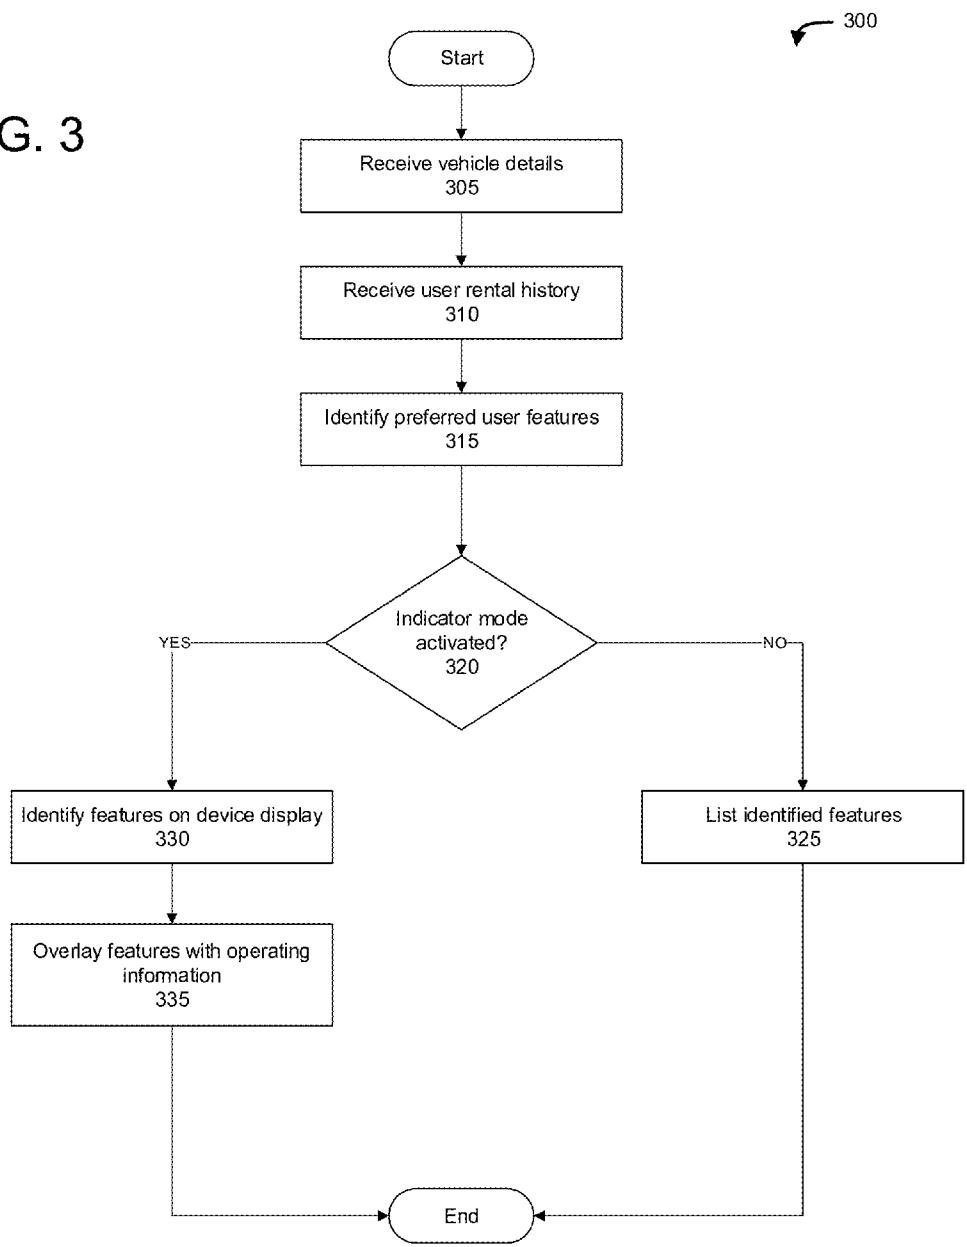 300
Start
G. 3
Receive vehicle details
305
Receive user rental history
310
Identify preferred user features
315
Indicator mode
activated?
320
YES
NO
Identify features on device display
330
List identified features
325
Overlay features with operating
information
335
End